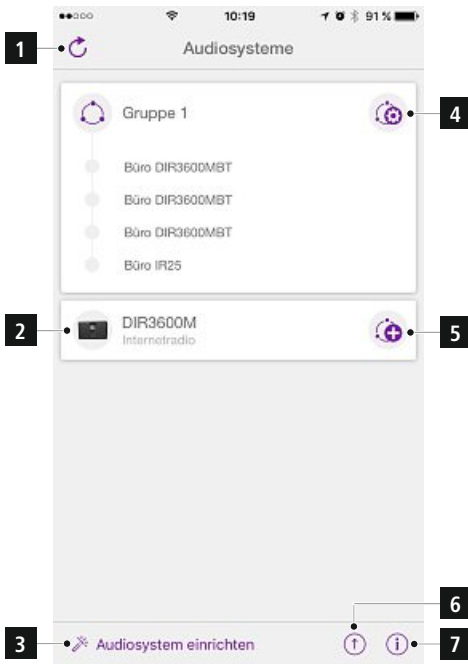 10:19
91 %
1
Audiosysteme
Gruppe 1
4
Büro DIR3600MBT
Büro DIR3600MBT
Büro DIR3600MBT
Büro IR25
2
DIR3600M
Internetradio
5
6
3
Audiosystem einrichten
7